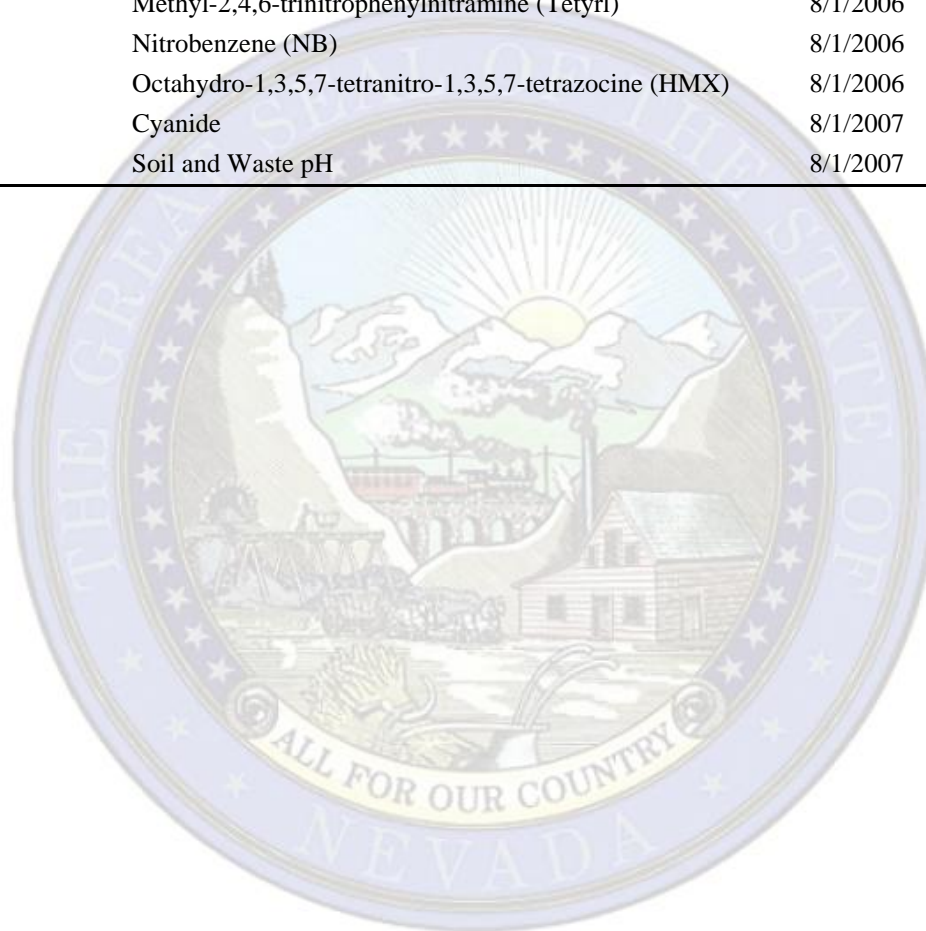 Methyl-2,4,6-trinitrophenylnitramine (Tetyrl) 8/1/2006
Nitrobenzene (NB) 8/1/2006
Octahydro-1,3,5,7-tetranitro-1,3,5,7-tetrazocine (HMX) 8/1/2006
Cyanide 8/1/2007
Soil and Waste pH 8/1/2007
THE GREAT SEAL OF THE STATE OF
ALL FOR OUR COUNTRY
NEVADA